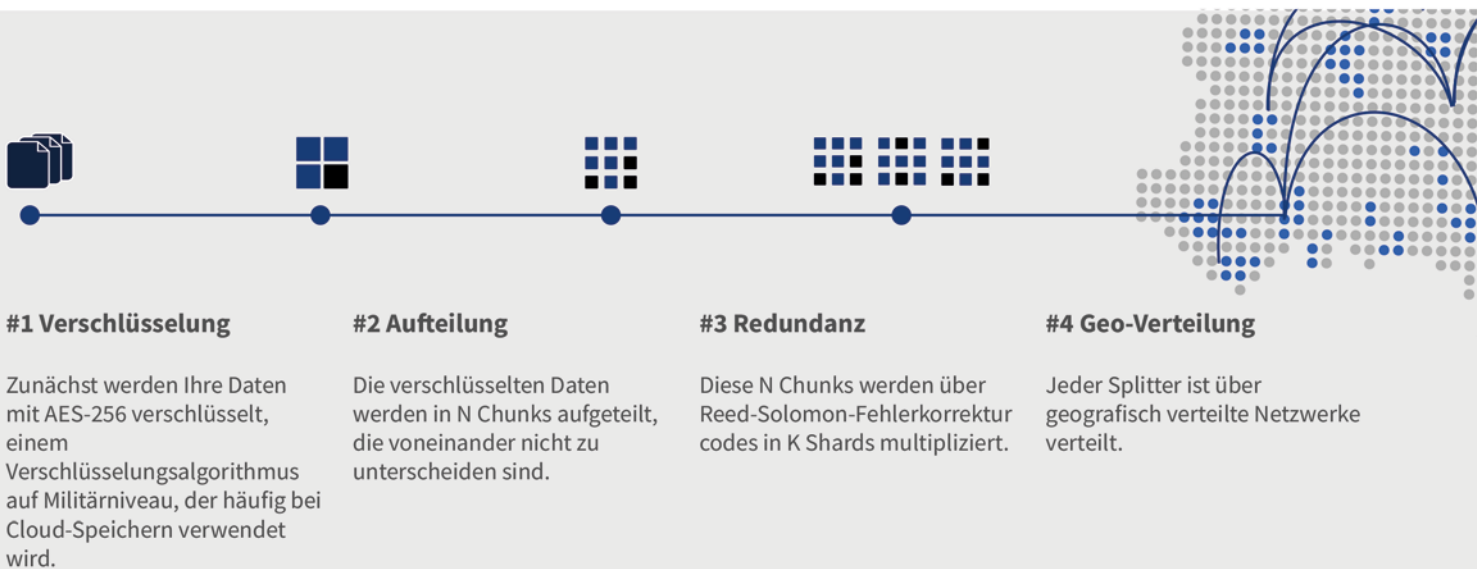 #1 Verschlüsselung
Zunächst werden Ihre Daten
mit AES-256 verschlüsselt,
einem
Verschlüsselungsalgorithmus
auf Militärniveau, der häufig bei
Cloud-Speichern verwendet
wird.
#2 Aufteilung
Die verschlüsselten Daten
werden in N Chunks aufgeteilt,
die voneinander nicht zu
unterscheiden sind.
#3 Redundanz
Diese N Chunks werden über
Reed-Solomon-Fehlerkorrektur
codes in K Shards multipliziert.
#4 Geo-Verteilung
Jeder Splitter ist über
geografisch verteilte Netzwerke
verteilt.